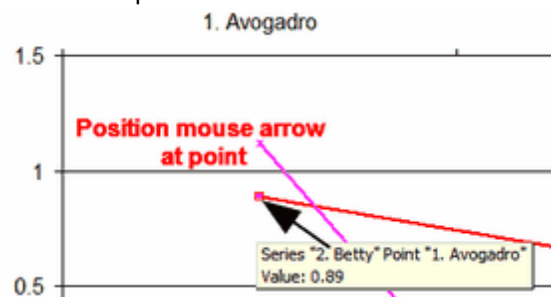 1. Avogadro
1.5
Position mouse arrow
at point
1
Series "2. Betty" Point "1. Avogadro"
Value: 0.89
0.5